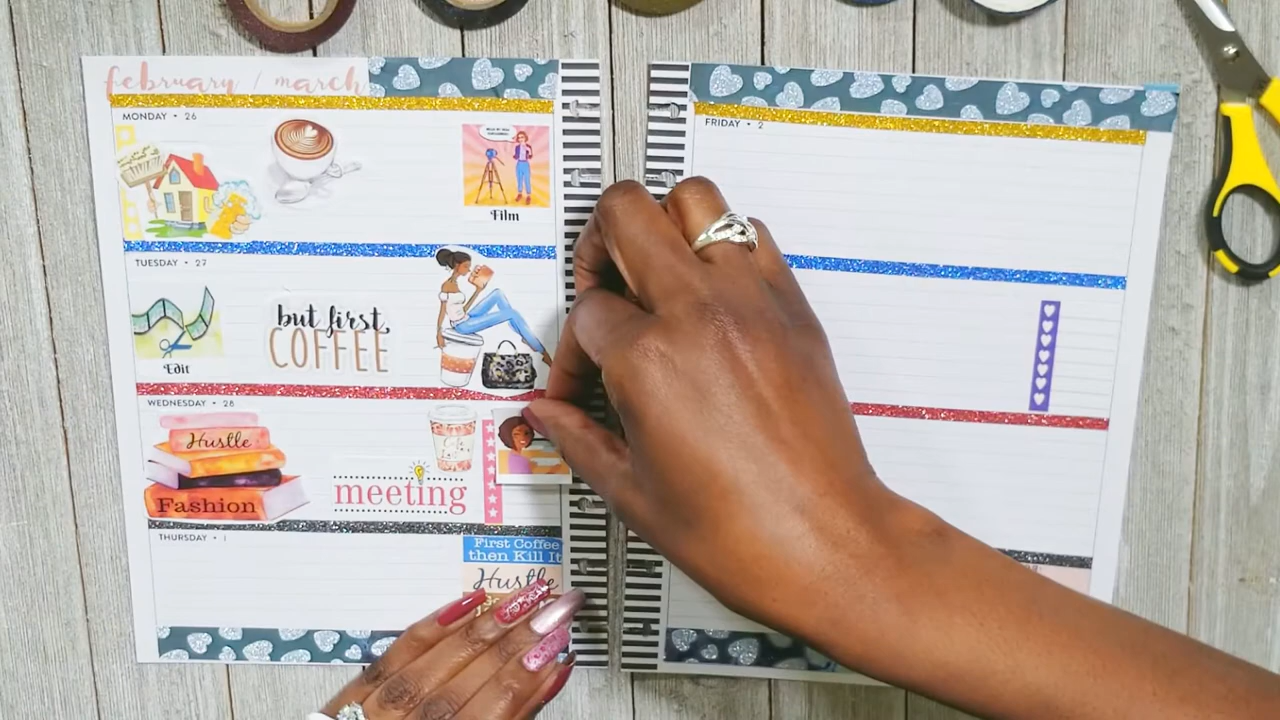 february / march
MONDAY • 26
Film
TUESDAY • 27
but first,
COFFEE
Edit
WEDNESDAY • 28
Hustle
Fashion
meeting
THURSDAY • 1
First Coffee
then Kill It
Hustle
FRIDAY • 2